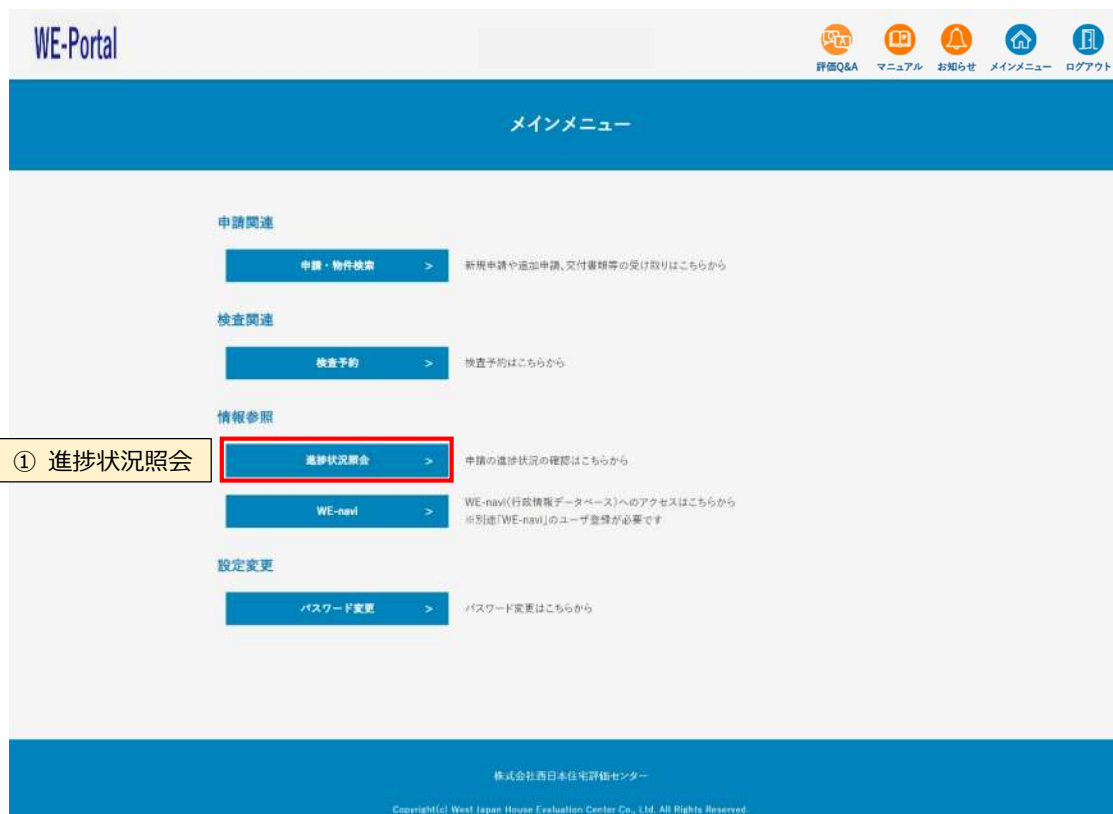 WE-Portal
評価Q&A マニュアル お知らせ メインメニュー ログアウト
メインメニュー
申請関連
申請・物件検索 >
新規申請や追加申請、交付書類等の受け取りはこちらから
検査関連
検査予約 >
検査予約はこちらから
情報参照
① 進捗状況照会
進捗状況照会 >
申請の進捗状況の確認はこちらから
WE-navi >
WE-navi(行政情報データベース)へのアクセスはこちらから
※別途「WE-navi」のユーザ登録が必要です
設定変更
パスワード変更 >
パスワード変更はこちらから
株式会社西日本住宅評価センター
Copyright(c) West Japan House Evaluation Center Co., Ltd. All Rights Reserved.